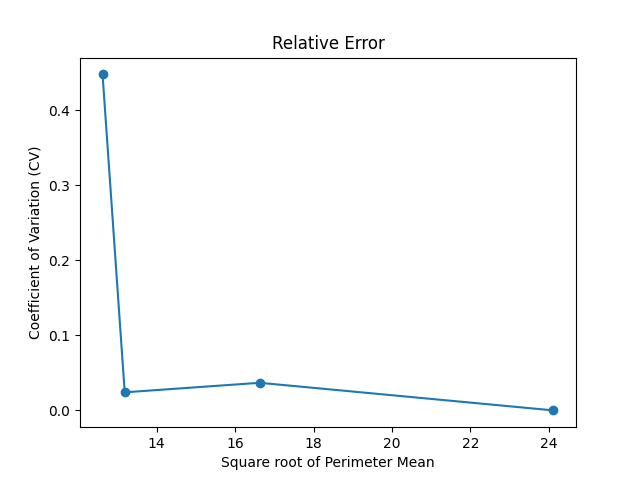 Relative Error
Coefficient of Variation (CV)
0.4
0.3
0.2
0.1
0.0
14 16 18 20 22 24
Square root of Perimeter Mean